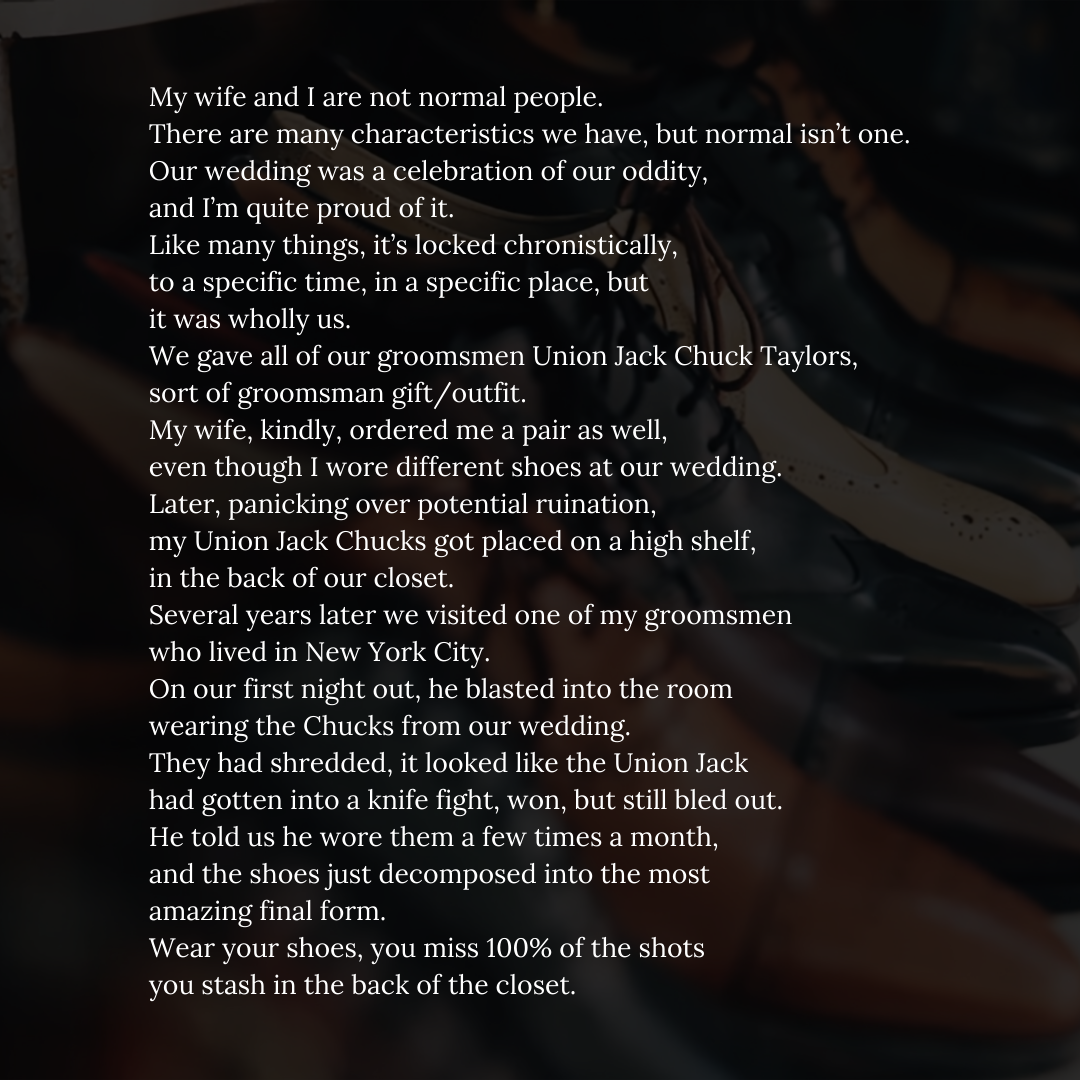 My wife and I are not normal people.
There are many characteristics we have, but normal isn’t one.
Our wedding was a celebration of our oddity,
and I’m quite proud of it.
Like many things, it’s locked chronistically,
to a specific time, in a specific place, but
it was wholly us.
We gave all of our groomsmen Union Jack Chuck Taylors,
sort of groomsman gift/outfit.
My wife, kindly, ordered me a pair as well,
even though I wore different shoes at our wedding.
Later, panicking over potential ruination,
my Union Jack Chucks got placed on a high shelf,
in the back of our closet.
Several years later we visited one of my groomsmen
who lived in New York City.
On our first night out, he blasted into the room
wearing the Chucks from our wedding.
They had shredded, it looked like the Union Jack
had gotten into a knife fight, won, but still bled out.
He told us he wore them a few times a month,
and the shoes just decomposed into the most
amazing final form.
Wear your shoes, you miss 100% of the shots
you stash in the back of the closet.